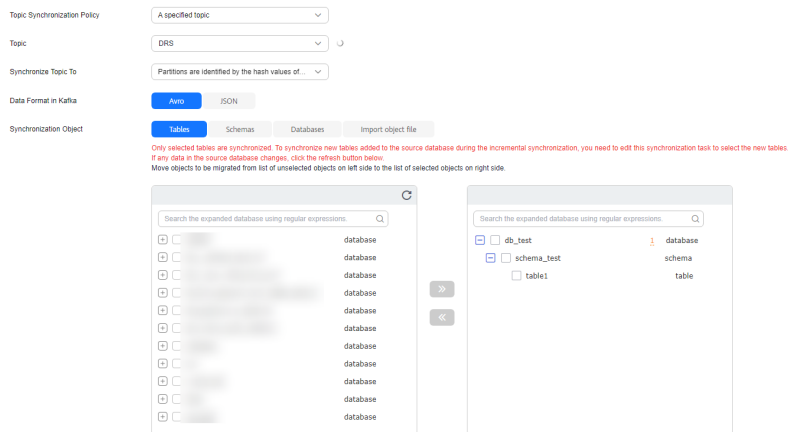 Topic Synchronization Policy A specified topic
Topic DRS
Synchronize Topic To Partitions are identified by the hash values of...
Data Format in Kafka Avro JSON
Synchronization Object Tables Schemas Databases Import object file
Only selected tables are synchronized. To synchronize new tables added to the source database during the incremental synchronization, you need to edit this synchronization task to select the new tables.
If any data in the source database changes, click the refresh button below.
Move objects to be migrated from list of unselected objects on left side to the list of selected objects on right side.
Search the expanded database using regular expressions.
database
database
database
database
database
database
database
database
database
database
database
Search the expanded database using regular expressions.
db_test 1 database
schema_test schema
table1 table